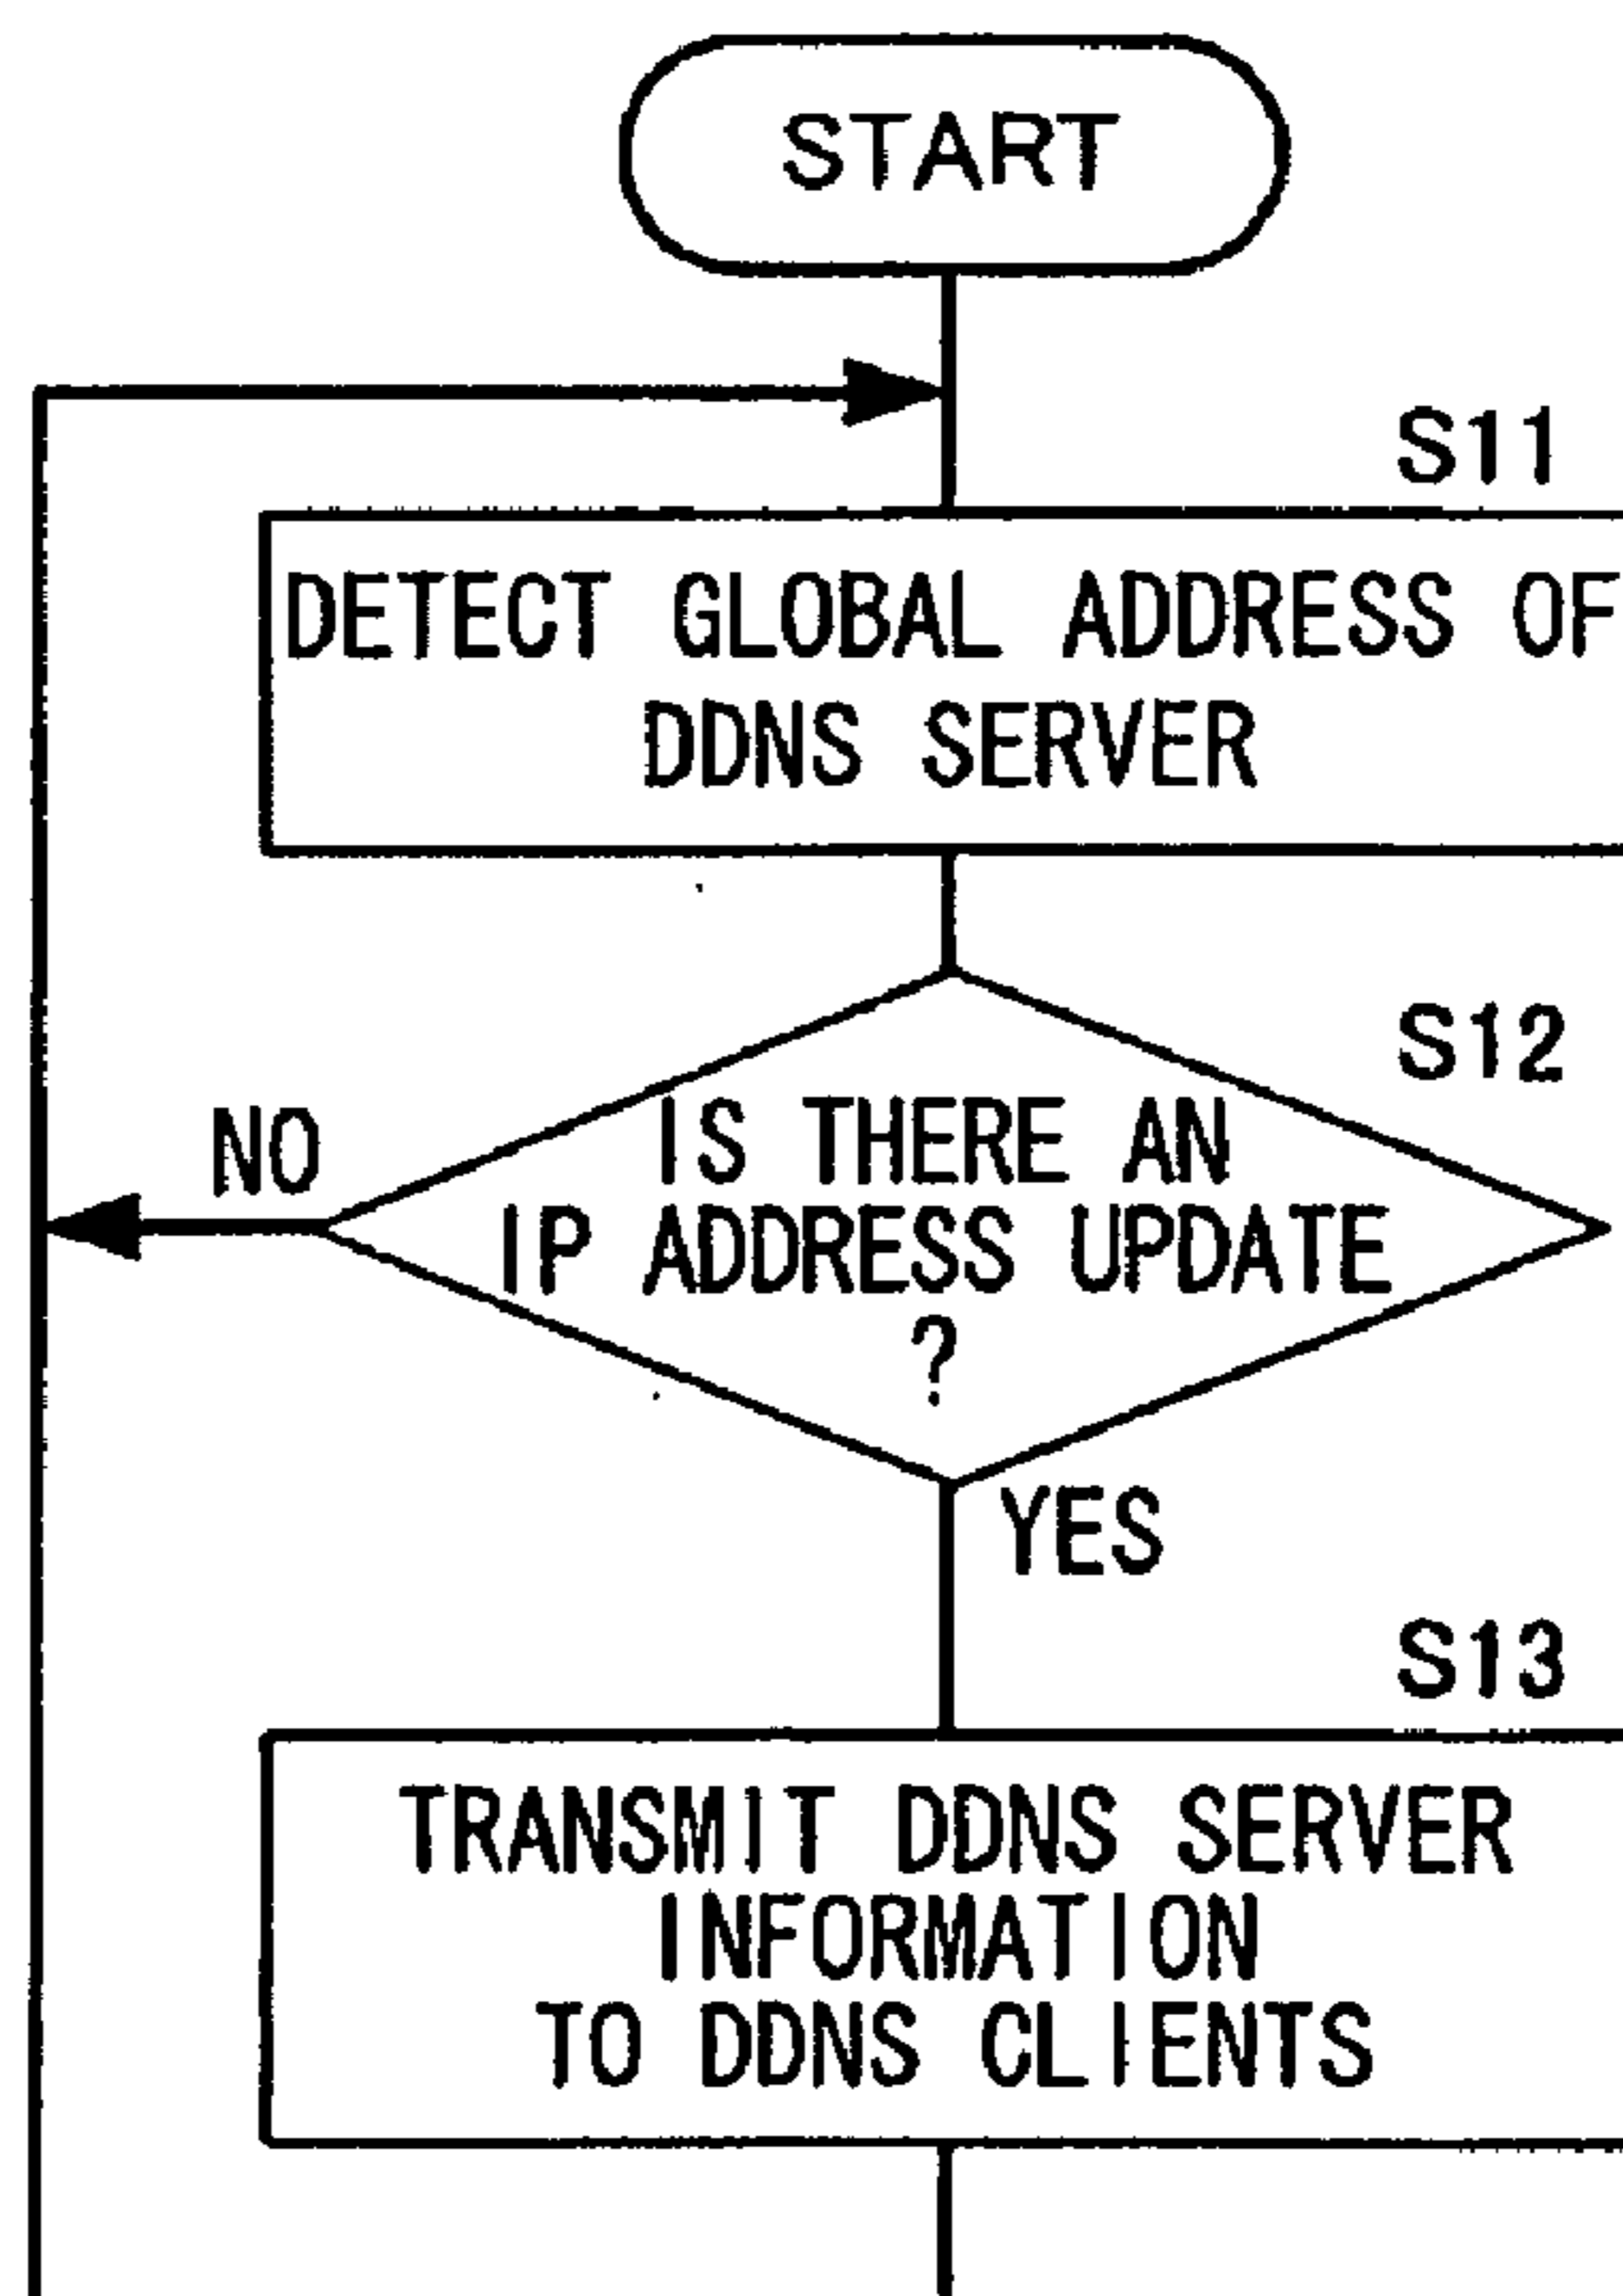 START
S11
DETECT GLOBAL ADDRESS OF
DDNS SERVER
S12
NO
IS THERE AN
IP ADDRESS UPDATE
?
YES
S13
TRANSMIT DDNS SERVER
INFORMATION
TO DDNS CLIENTS